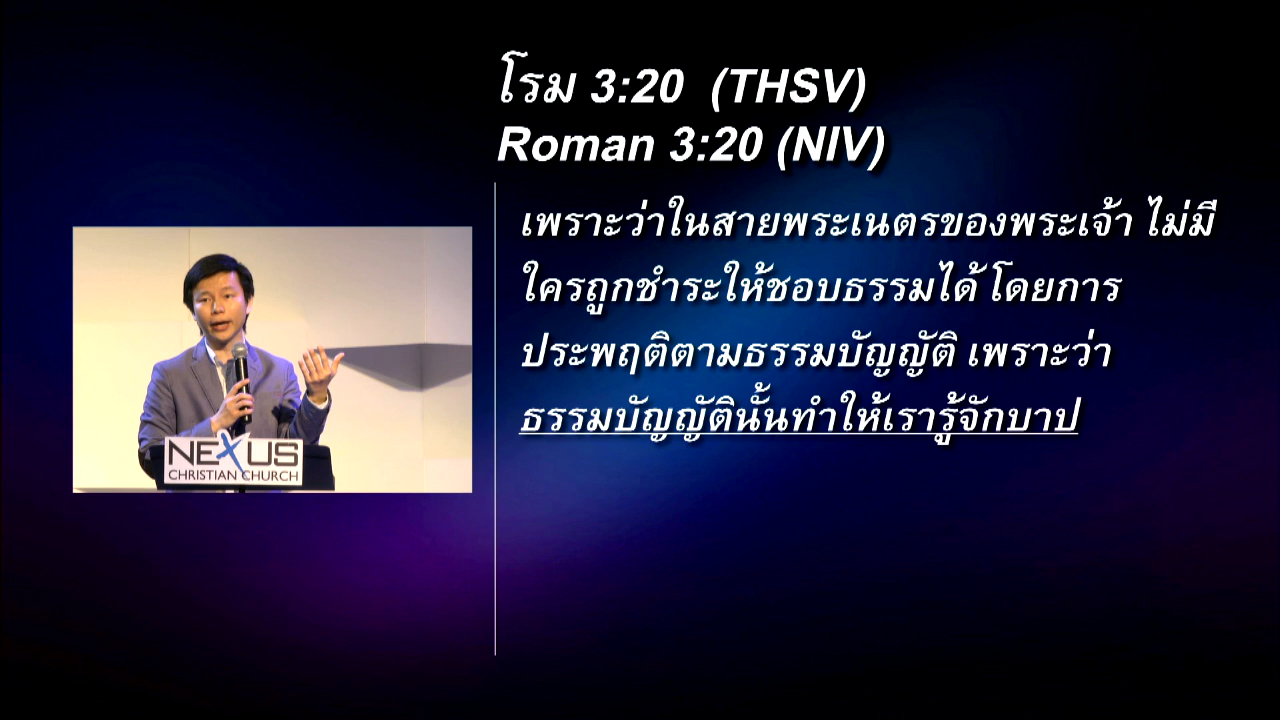 โรม 3:20 (THSV)
Roman 3:20 (NIV)
เพราะว่าในสายพระเนตรของพระเจ้า ไม่มี
ใครถูกชำระให้ชอบธรรมได้ โดยการ
ประพฤติตามธรรมบัญญัติ เพราะว่า
ธรรมบัญญัตินั้นทำให้เรารู้จักบาป
NEXUS
CHRISTIAN CHURCH